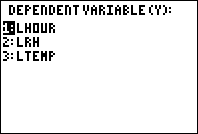 DEPENDENT VARIABLE(Y):
1:LHOUR
2:LRH
3:LTEMP